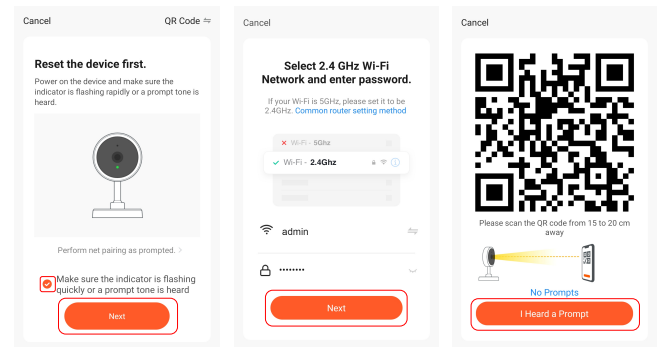 Cancel
QR Code ⇋
Reset the device first.
Power on the device and make sure the
indicator is flashing rapidly or a prompt tone is
heard.
Perform net pairing as prompted. >
Make sure the indicator is flashing
quickly or a prompt tone is heard
Next
Cancel
Select 2.4 GHz Wi-Fi
Network and enter password.
If your Wi-Fi is 5GHz, please set it to be
2.4GHz. Common router setting method
Wi-Fi - 5Ghz
Wi-Fi - 2.4Ghz
admin
••••••••
Next
Cancel
Please scan the QR code from 15 to 20 cm
away
No Prompts
I Heard a Prompt